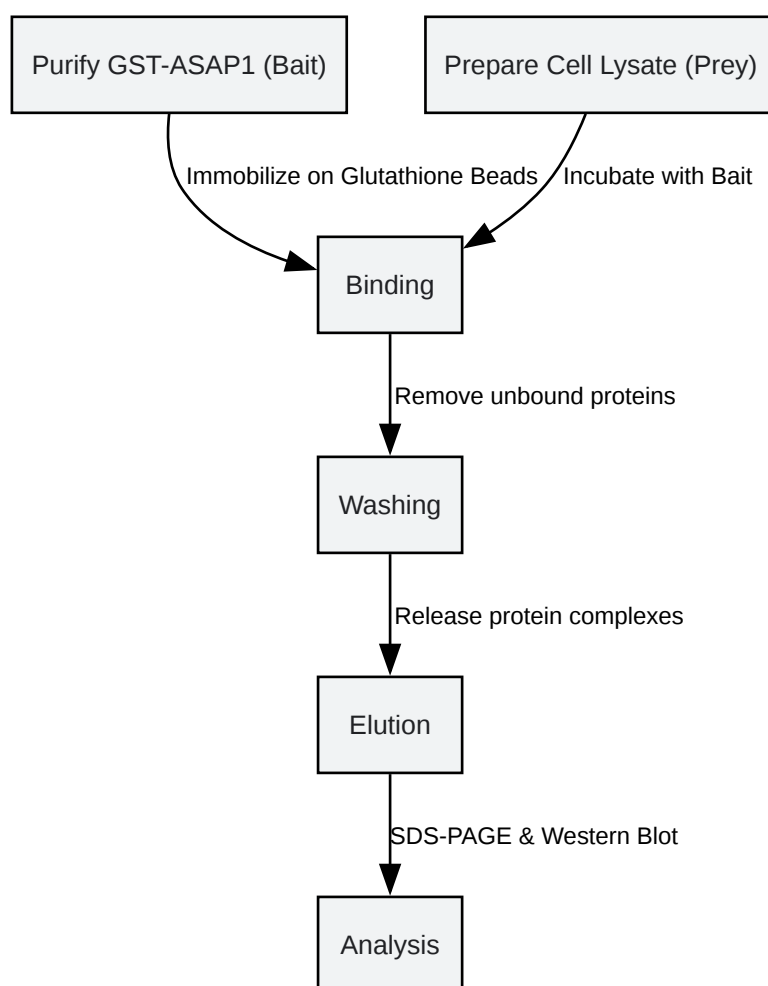 Purify GST-ASAP1 (Bait)
Prepare Cell Lysate (Prey)
Immobilize on Glutathione Beads
Incubate with Bait
Binding
Remove unbound proteins
Washing
Release protein complexes
Elution
SDS-PAGE & Western Blot
Analysis